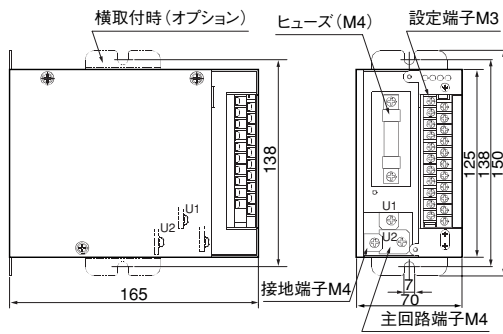 横取付時(オプション)
ヒューズ(M4)
設定端子M3
138
125
138
150
U1
U2
U1
U2
165
接地端子M4
7
70
主回路端子M4